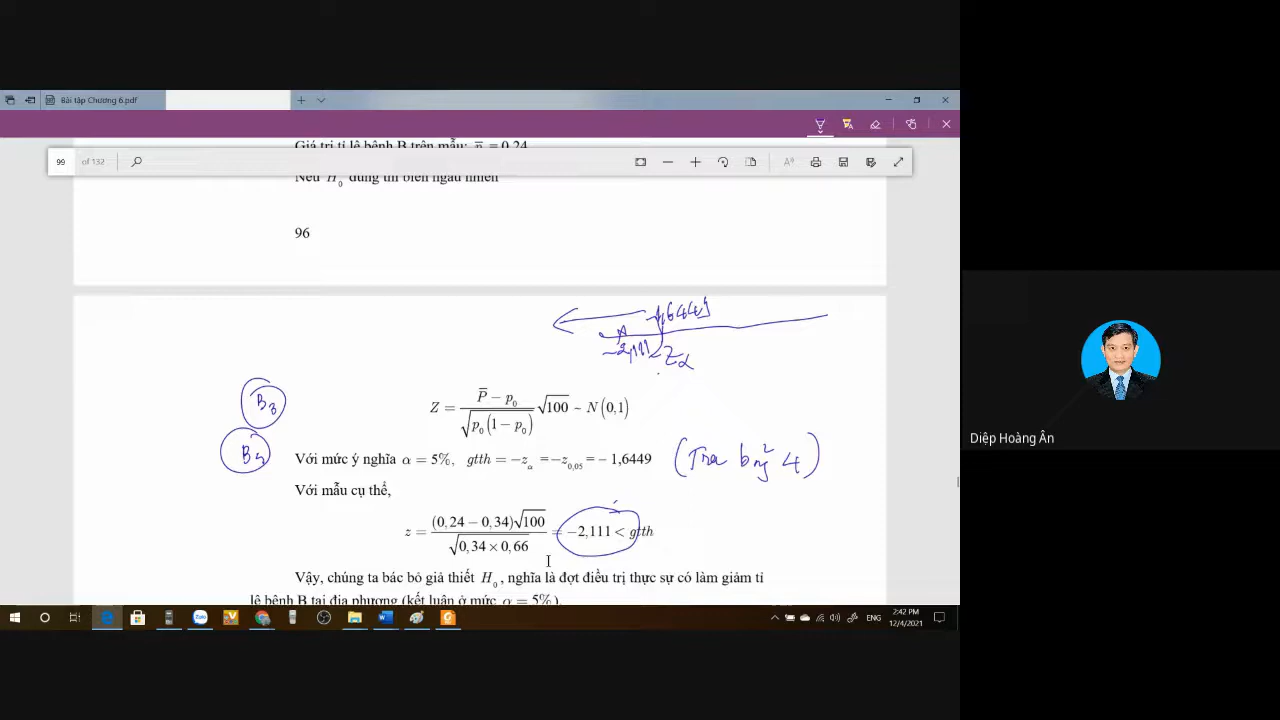 Bài tập Chương 6.pdf
99 of 132
Giá trị tỉ lệ bệnh B trên mẫu: p̅ = 0,24
Nếu H₀ đúng thì biến ngẫu nhiên
96
-1,6449
-2,111 -Zα
B3
Z = (P̅ − p₀) / √(p₀(1 − p₀)) √100 ~ N(0,1)
B4
Với mức ý nghĩa α = 5%, gtth = −z_α = −z_0,05 = − 1,6449
(Tra bảng 4)
Với mẫu cụ thể,
z = (0,24 − 0,34)√100 / √(0,34 × 0,66) = −2,111 < gtth
Vậy, chúng ta bác bỏ giả thiết H₀, nghĩa là đợt điều trị thực sự có làm giảm tỉ
lệ bệnh B tại địa phương (kết luận ở mức α = 5%).
Diệp Hoàng Ân
Zalo
ENG
2:42 PM
12/4/2021